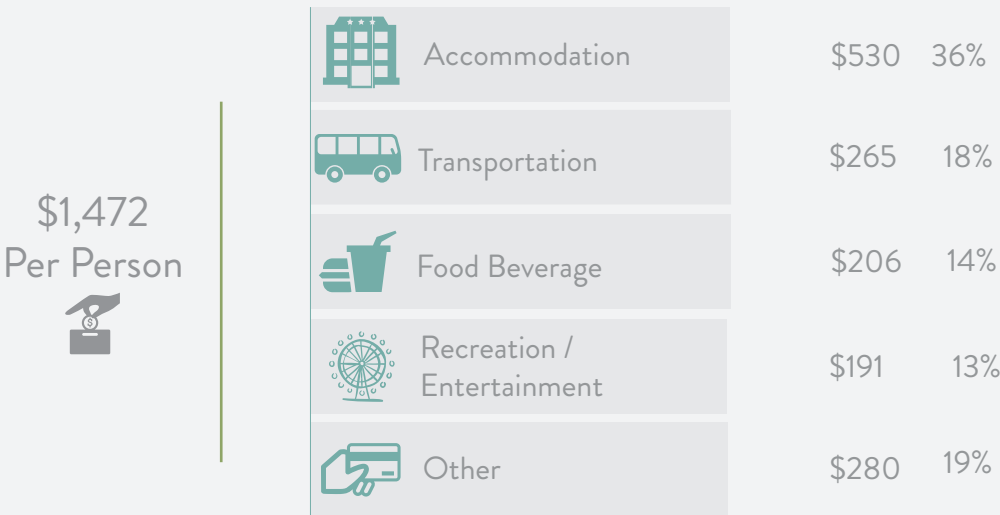 $1,472
Per Person
$
Accommodation $530 36%
Transportation $265 18%
Food Beverage $206 14%
Recreation /
Entertainment $191 13%
Other $280 19%